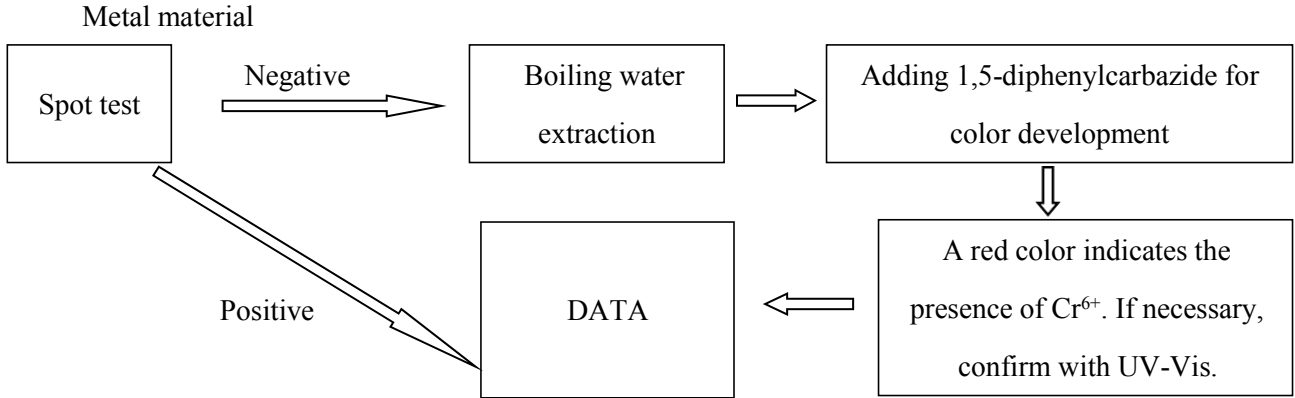 Metal material
Spot test
Negative
Boiling water
extraction
Adding 1,5-diphenylcarbazide for
color development
A red color indicates the
presence of Cr⁶⁺. If necessary,
confirm with UV-Vis.
DATA
Positive